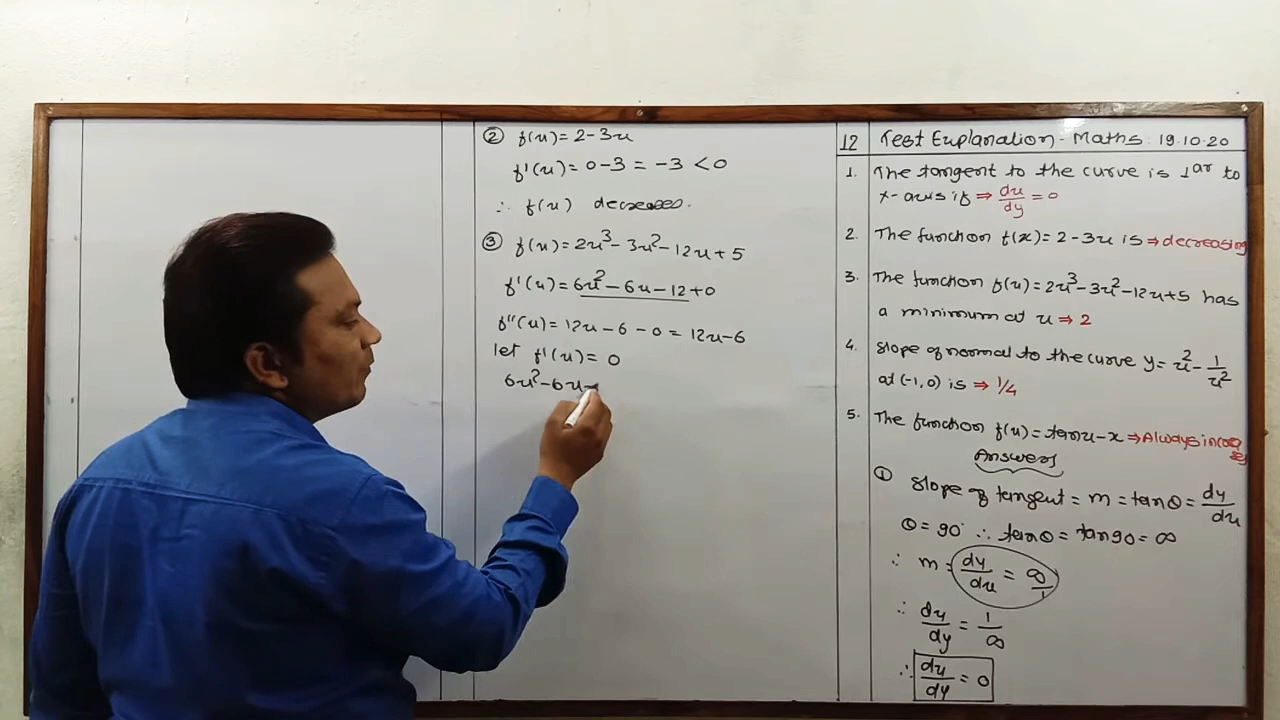 ② f(x) = 2-3x
f'(x) = 0-3 = -3 < 0
∴ f(x) decreases.
③ f(x) = 2x³ - 3x² - 12x + 5
f'(x) = 6x² - 6x - 12 + 0
f"(x) = 12x - 6 - 0 = 12x - 6
let f'(x) = 0
6x² - 6x -
12 Test Explanation - Maths. 19.10.20
1. The tangent to the curve is ⊥ar to
x-axis if ⇒ dx/dy = 0
2. The function f(x) = 2-3x is ⇒ decreasing
3. The function f(x) = 2x³-3x²-12x+5 has
a minimum at x ⇒ 2
4. Slope of normal to the curve y = x² - 1/x²
at (-1, 0) is ⇒ 1/4
5. The function f(x) = tanx-x ⇒ Always
Answers
① Slope of tangent = m = tanθ = dy/dx
θ = 90° ∴ tanθ = tan90 = ∞
∴ m = dy/dx = ∞/1
∴ dx/dy = 1/∞
∴ dx/dy = 0